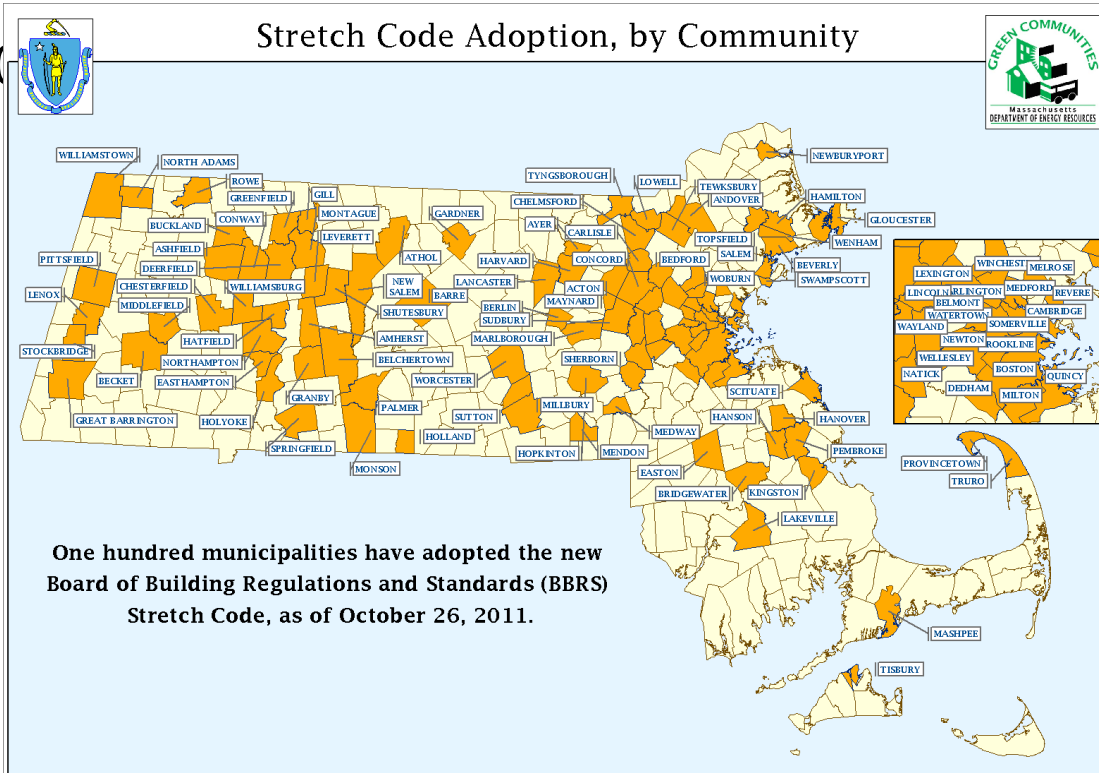 Stretch Code Adoption, by Community
GREEN COMMUNITIES
Massachusetts
DEPARTMENT OF ENERGY RESOURCES
WILLIAMSTOWN
NORTH ADAMS
ROWE
GREENFIELD
GILL
BUCKLAND
CONWAY
MONTAGUE
GARDNER
ASHFIELD
LEVERETT
PITTSFIELD
DEERFIELD
ATHOL
CHESTERFIELD
WILLIAMSBURG
NEW
SALEM
BARRE
LENOX
MIDDLEFIELD
SHUTESBURY
HATFIELD
AMHERST
STOCKBRIDGE
NORTHAMPTON
BELCHERTOWN
BECKET
EASTHAMPTON
GRANBY
PALMER
GREAT BARRINGTON
HOLYOKE
HOLLAND
SPRINGFIELD
MONSON
TYNGSBOROUGH
LOWELL
TEWKSBURY
ANDOVER
NEWBURYPORT
HAMILTON
CHELMSFORD
GLOUCESTER
AYER
CARLISLE
TOPSFIELD
WENHAM
HARVARD
CONCORD
BEDFORD
SALEM
BEVERLY
LANCASTER
ACTON
WOBURN
SWAMPSCOTT
MAYNARD
BERLIN
SUDBURY
MARLBOROUGH
SHERBORN
WORCESTER
SUTTON
MILLBURY
MEDWAY
HOPKINTON
MENDON
SCITUATE
HANSON
HANOVER
PEMBROKE
EASTON
BRIDGEWATER
KINGSTON
LAKEVILLE
WINCHEST
MELROSE
LEXINGTON
LINCOLN
ARLINGTON
MEDFORD
REVERE
BELMONT
WATERTOWN
CAMBRIDGE
WAYLAND
SOMERVILLE
NEWTON
ROOKLINE
WELLESLEY
BOSTON
NATICK
QUINCY
DEDHAM
MILTON
PROVINCETOWN
TRURO
MASHPEE
TISBURY
One hundred municipalities have adopted the new
Board of Building Regulations and Standards (BBRS)
Stretch Code, as of October 26, 2011.